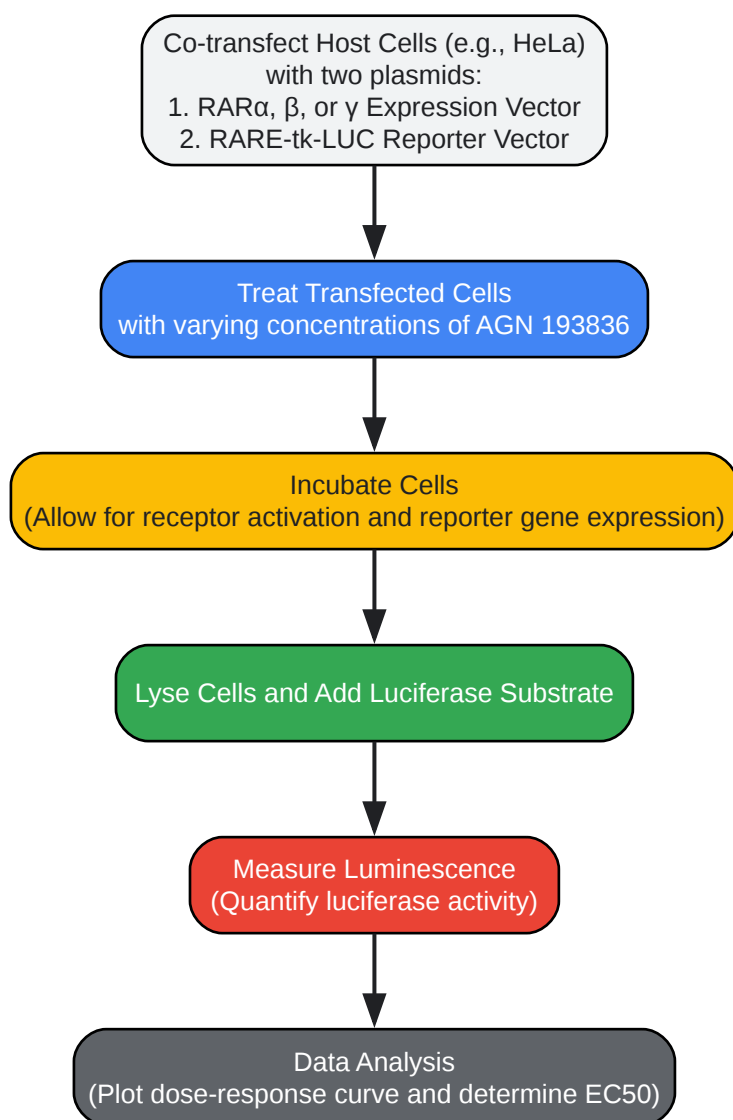 Co-transfect Host Cells (e.g., HeLa)
with two plasmids:
1. RARα, β, or γ Expression Vector
2. RARE-tk-LUC Reporter Vector
Treat Transfected Cells
with varying concentrations of AGN 193836
Incubate Cells
(Allow for receptor activation and reporter gene expression)
Lyse Cells and Add Luciferase Substrate
Measure Luminescence
(Quantify luciferase activity)
Data Analysis
(Plot dose-response curve and determine EC50)